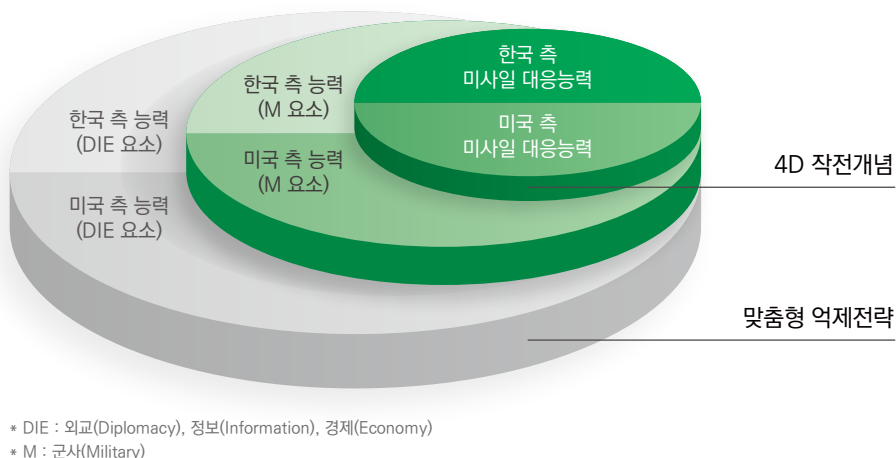 한국 측
미사일 대응능력
미국 측
미사일 대응능력
한국 측 능력
(M 요소)
미국 측 능력
(M 요소)
한국 측 능력
(DIE 요소)
미국 측 능력
(DIE 요소)
4D 작전개념
맞춤형 억제전략
* DIE : 외교(Diplomacy), 정보(Information), 경제(Economy)
* M : 군사(Military)